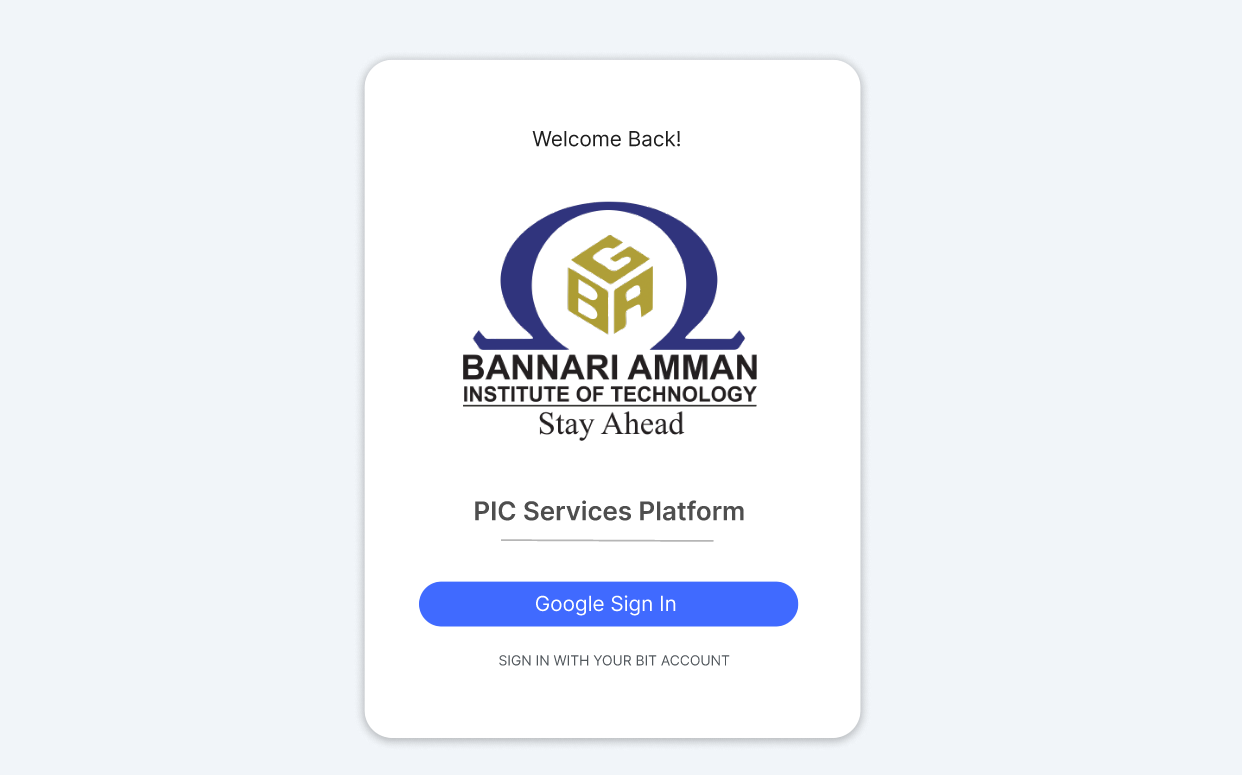 Welcome Back!
G
B A
BANNARI AMMAN
INSTITUTE OF TECHNOLOGY
Stay Ahead
PIC Services Platform
Google Sign In
SIGN IN WITH YOUR BIT ACCOUNT